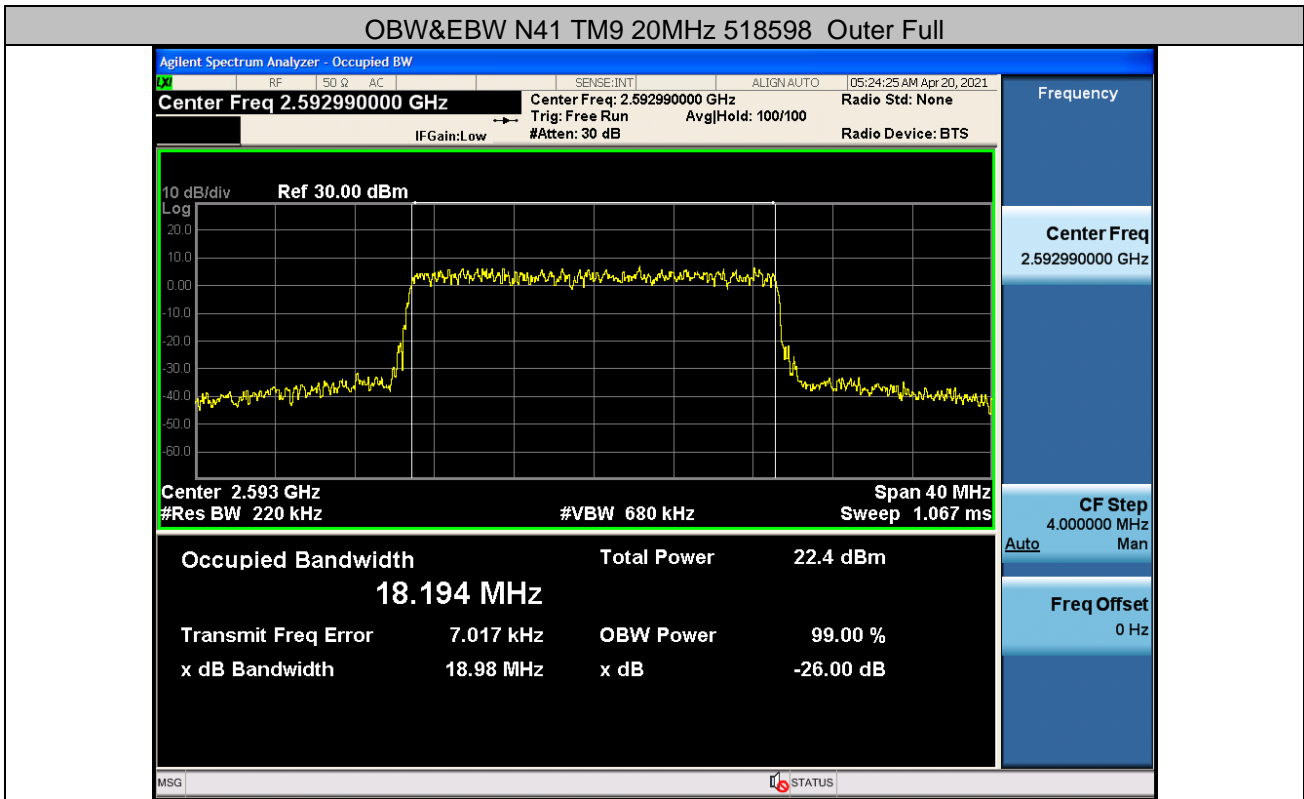 OBW&EBW N41 TM9 20MHz 518598 Outer Full
Agilent Spectrum Analyzer - Occupied BW
LXI RF 50 Ω AC SENSE:INT ALIGN AUTO 05:24:25 AM Apr 20, 2021
Center Freq 2.592990000 GHz
Center Freq: 2.592990000 GHz Radio Std: None
Trig: Free Run Avg|Hold: 100/100
IFGain:Low #Atten: 30 dB Radio Device: BTS
10 dB/div Ref 30.00 dBm
Log
20.0
10.0
0.00
-10.0
-20.0
-30.0
-40.0
-50.0
-60.0
Center 2.593 GHz Span 40 MHz
#Res BW 220 kHz #VBW 680 kHz Sweep 1.067 ms
Occupied Bandwidth Total Power 22.4 dBm
18.194 MHz
Transmit Freq Error 7.017 kHz OBW Power 99.00 %
x dB Bandwidth 18.98 MHz x dB -26.00 dB
Frequency
Center Freq
2.592990000 GHz
CF Step
4.000000 MHz
Auto Man
Freq Offset
0 Hz
MSG STATUS